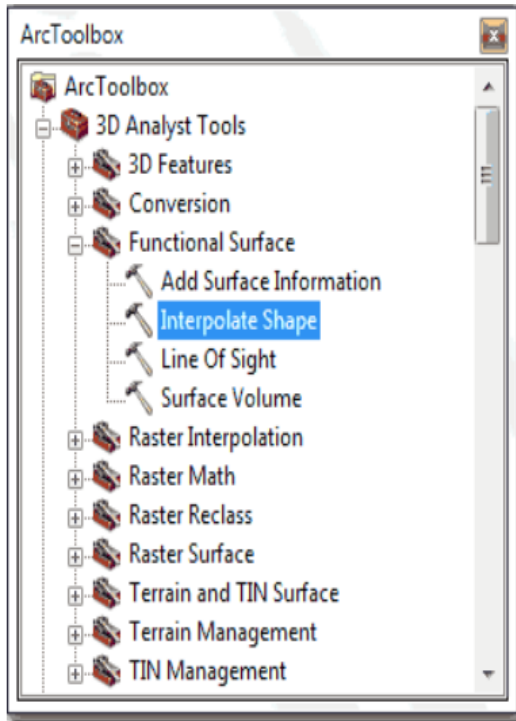 ArcToolbox
ArcToolbox
3D Analyst Tools
3D Features
Conversion
Functional Surface
Add Surface Information
Interpolate Shape
Line Of Sight
Surface Volume
Raster Interpolation
Raster Math
Raster Reclass
Raster Surface
Terrain and TIN Surface
Terrain Management
TIN Management